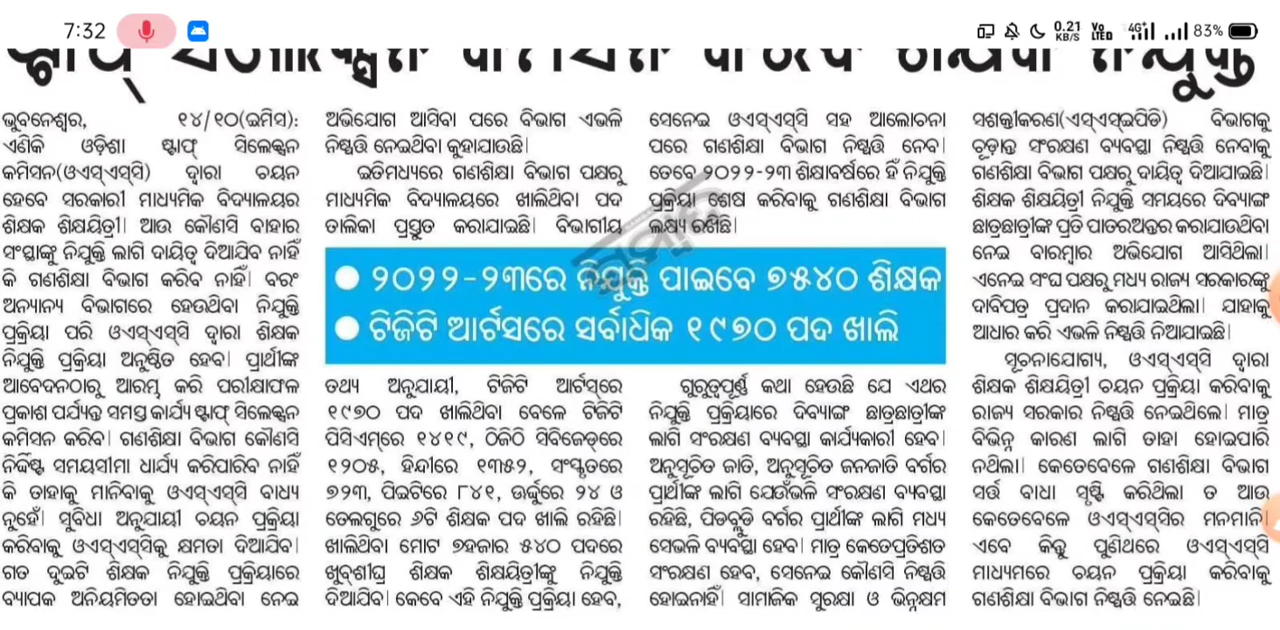 7:32
0.21 KB/S
Vo LTED
4G+
83%
ଭୁବନେଶ୍ୱର, ୧୪/୧୦(ଇମିସ):
ଏଣିକି ଓଡ଼ିଶା ଷ୍ଟାଫ୍ ସିଲେକ୍ସନ
କମିସନ(ଓଏସ୍ଏସ୍‌ସି) ଦ୍ୱାରା ଚୟନ
ହେବେ ସରକାରୀ ମାଧ୍ୟମିକ ବିଦ୍ୟାଳୟର
ଶିକ୍ଷକ ଶିକ୍ଷୟିତ୍ରୀ। ଆଉ କୌଣସି ବାହାର
ସଂସ୍ଥାଙ୍କୁ ନିଯୁକ୍ତି ଲାଗି ଦାୟିତ୍ୱ ଦିଆଯିବ ନାହିଁ
କି ଗଣଶିକ୍ଷା ବିଭାଗ କରିବ ନାହିଁ। ବରଂ
ଅନ୍ୟାନ୍ୟ ବିଭାଗରେ ହେଉଥିବା ନିଯୁକ୍ତି
ପ୍ରକ୍ରିୟା ପରି ଓଏସ୍ଏସ୍‌ସି ଦ୍ୱାରା ଶିକ୍ଷକ
ନିଯୁକ୍ତି ପ୍ରକ୍ରିୟା ଅନୁଷ୍ଠିତ ହେବ। ପ୍ରାର୍ଥୀଙ୍କ
ଆବେଦନଠାରୁ ଆରମ୍ଭ କରି ପରୀକ୍ଷାଫଳ
ପ୍ରକାଶ ପର୍ଯ୍ୟନ୍ତ ସମସ୍ତ କାର୍ଯ୍ୟ ଷ୍ଟାଫ୍ ସିଲେକ୍ସନ
କମିସନ କରିବ। ଗଣଶିକ୍ଷା ବିଭାଗ କୌଣସି
ନିର୍ଦ୍ଦିଷ୍ଟ ସମୟସୀମା ଧାର୍ଯ୍ୟ କରିପାରିବ ନାହିଁ
କି ତାହାକୁ ମାନିବାକୁ ଓଏସ୍ଏସ୍‌ସି ବାଧ୍ୟ
ନୁହେଁ। ସୁବିଧା ଅନୁଯାୟୀ ଚୟନ ପ୍ରକ୍ରିୟା
କରିବାକୁ ଓଏସ୍ଏସ୍‌ସିକୁ କ୍ଷମତା ଦିଆଯିବ।
ଗତ ଦୁଇଟି ଶିକ୍ଷକ ନିଯୁକ୍ତି ପ୍ରକ୍ରିୟାରେ
ବ୍ୟାପକ ଅନିୟମିତତା ହୋଇଥିବା ନେଇ
ଅଭିଯୋଗ ଆସିବା ପରେ ବିଭାଗ ଏଭଳି
ନିଷ୍ପତ୍ତି ନେଇଥିବା କୁହାଯାଉଛି।
ଇତିମଧ୍ୟରେ ଗଣଶିକ୍ଷା ବିଭାଗ ପକ୍ଷରୁ
ମାଧ୍ୟମିକ ବିଦ୍ୟାଳୟରେ ଖାଲିଥିବା ପଦ
ତାଲିକା ପ୍ରସ୍ତୁତ କରାଯାଇଛି। ବିଭାଗୀୟ
● ୨୦୨୨-୨୩ରେ ନିଯୁକ୍ତି ପାଇବେ ୭୫୪୦ ଶିକ୍ଷକ
● ଟିଜିଟି ଆର୍ଟସରେ ସର୍ବାଧିକ ୧୯୭୦ ପଦ ଖାଲି
ତଥ୍ୟ ଅନୁଯାୟୀ, ଟିଜିଟି ଆର୍ଟସ୍‌ରେ
୧୯୭୦ ପଦ ଖାଲିଥିବା ବେଳେ ଟିଜିଟି
ପିସିଏମ୍‌ରେ ୧୪୧୯, ଠିଜିଠି ସିବିଜେଡ୍‌ରେ
୧୨୦୫, ହିନ୍ଦୀରେ ୧୩୫୨, ସଂସ୍କୃତରେ
୭୨୩, ପିଇଟିରେ ୮୪୧, ଉର୍ଦ୍ଦୁରେ ୨୪ ଓ
ତେଲଗୁରେ ୬ଟି ଶିକ୍ଷକ ପଦ ଖାଲି ରହିଛି।
ଖାଲିଥିବା ମୋଟ ୭ହଜାର ୫୪୦ ପଦରେ
ଖୁବ୍‌ଶୀଘ୍ର ଶିକ୍ଷକ ଶିକ୍ଷୟିତ୍ରୀଙ୍କୁ ନିଯୁକ୍ତି
ଦିଆଯିବ। କେବେ ଏହି ନିଯୁକ୍ତି ପ୍ରକ୍ରିୟା ହେବ,
ସେନେଇ ଓଏସ୍ଏସ୍‌ସି ସହ ଆଲୋଚନା
ପରେ ଗଣଶିକ୍ଷା ବିଭାଗ ନିଷ୍ପତ୍ତି ନେବ।
ତେବେ ୨୦୨୨-୨୩ ଶିକ୍ଷାବର୍ଷରେ ହିଁ ନିଯୁକ୍ତି
ପ୍ରକ୍ରିୟା ଶେଷ କରିବାକୁ ଗଣଶିକ୍ଷା ବିଭାଗ
ଲକ୍ଷ୍ୟ ରଖିଛି।
ଗୁରୁତ୍ୱପୂର୍ଣ୍ଣ କଥା ହେଉଛି ଯେ ଏଥର
ନିଯୁକ୍ତି ପ୍ରକ୍ରିୟାରେ ଦିବ୍ୟାଙ୍ଗ ଛାତ୍ରଛାତ୍ରୀଙ୍କ
ଲାଗି ସଂରକ୍ଷଣ ବ୍ୟବସ୍ଥା କାର୍ଯ୍ୟକାରୀ ହେବ।
ଅନୁସୂଚିତ ଜାତି, ଅନୁସୂଚିତ ଜନଜାତି ବର୍ଗର
ପ୍ରାର୍ଥୀଙ୍କ ଲାଗି ଯେଉଁଭଳି ସଂରକ୍ଷଣ ବ୍ୟବସ୍ଥା
ରହିଛି, ପିଡବ୍ଲୁଡି ବର୍ଗର ପ୍ରାର୍ଥୀଙ୍କ ଲାଗି ମଧ୍ୟ
ସେଭଳି ବ୍ୟବସ୍ଥା ହେବ। ମାତ୍ର କେତେପ୍ରତିଶତ
ସଂରକ୍ଷଣ ହେବ, ସେନେଇ କୌଣସି ନିଷ୍ପତ୍ତି
ହୋଇନାହିଁ। ସାମାଜିକ ସୁରକ୍ଷା ଓ ଭିନ୍ନକ୍ଷମ
ସଶକ୍ତୀକରଣ(ଏସ୍ଏସ୍ଇପିଡି) ବିଭାଗକୁ
ଚୂଡ଼ାନ୍ତ ସଂରକ୍ଷଣ ବ୍ୟବସ୍ଥା ନିଷ୍ପତ୍ତି ନେବାକୁ
ଗଣଶିକ୍ଷା ବିଭାଗ ପକ୍ଷରୁ ଦାୟିତ୍ୱ ଦିଆଯାଇଛି।
ଶିକ୍ଷକ ଶିକ୍ଷୟିତ୍ରୀ ନିଯୁକ୍ତି ସମୟରେ ଦିବ୍ୟାଙ୍ଗ
ଛାତ୍ରଛାତ୍ରୀଙ୍କ ପ୍ରତି ପାତରଅନ୍ତର କରାଯାଉଥିବା
ନେଇ ବାରମ୍ବାର ଅଭିଯୋଗ ଆସିଥିଲା।
ଏନେଇ ସଂଘ ପକ୍ଷରୁ ମଧ୍ୟ ରାଜ୍ୟ ସରକାରଙ୍କୁ
ଦାବିପତ୍ର ପ୍ରଦାନ କରାଯାଇଥିଲା। ଯାହାକୁ
ଆଧାର କରି ଏଭଳି ନିଷ୍ପତ୍ତି ନିଆଯାଇଛି।
ସୂଚନାଯୋଗ୍ୟ, ଓଏସ୍ଏସ୍‌ସି ଦ୍ୱାରା
ଶିକ୍ଷକ ଶିକ୍ଷୟିତ୍ରୀ ଚୟନ ପ୍ରକ୍ରିୟା କରିବାକୁ
ରାଜ୍ୟ ସରକାର ନିଷ୍ପତ୍ତି ନେଇଥିଲେ। ମାତ୍ର
ବିଭିନ୍ନ କାରଣ ଲାଗି ତାହା ହୋଇପାରି
ନଥିଲା। କେତେବେଳେ ଗଣଶିକ୍ଷା ବିଭାଗ
ସର୍ତ୍ତ ବାଧା ସୃଷ୍ଟି କରିଥିଲା ତ ଆଉ
କେତେବେଳେ ଓଏସ୍ଏସ୍‌ସିର ମନମାନି।
ଏବେ କିନ୍ତୁ ପୁଣିଥରେ ଓଏସ୍ଏସ୍‌ସି
ମାଧ୍ୟମରେ ଚୟନ ପ୍ରକ୍ରିୟା କରିବାକୁ
ଗଣଶିକ୍ଷା ବିଭାଗ ନିଷ୍ପତ୍ତି ନେଇଛି।